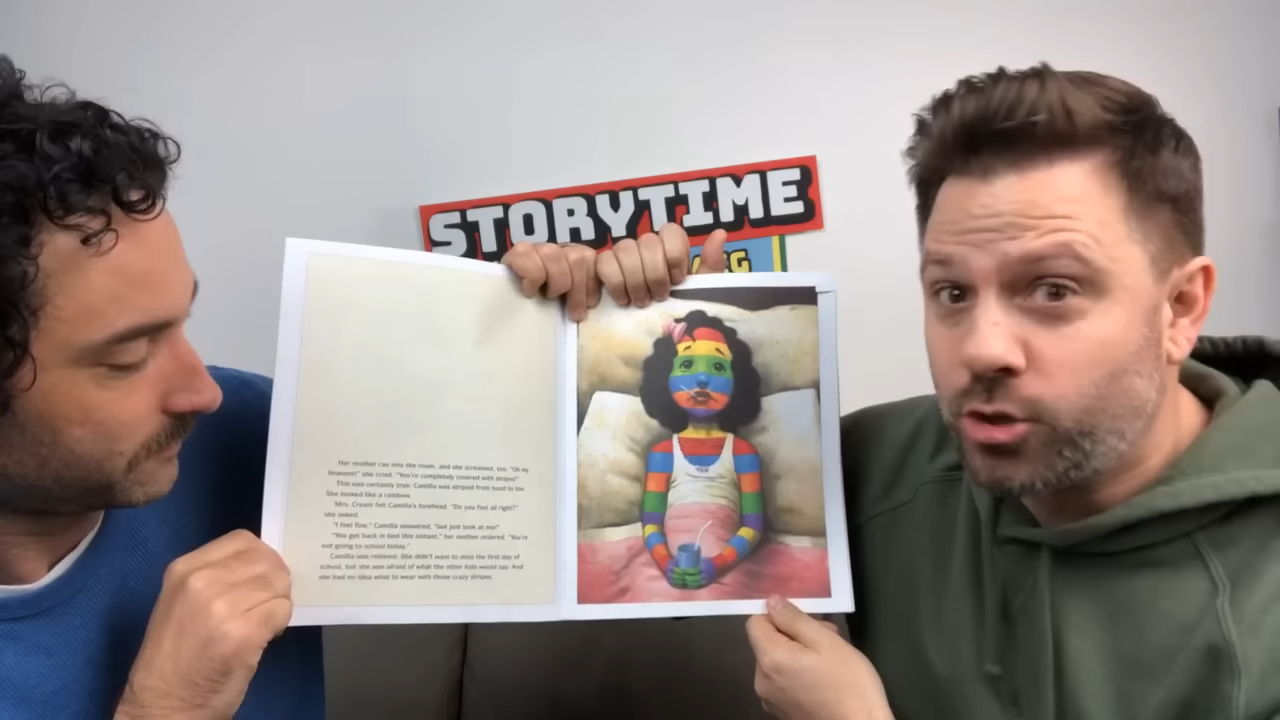 STORYTIME
EG
Her mother ran into the room, and she screamed, too. "Oh my
heavens!" she cried. "You're completely covered with stripes!"
This was certainly true. Camilla was striped from head to toe.
She looked like a rainbow.
Mrs. Cream felt Camilla's forehead. "Do you feel all right?"
she asked.
"I feel fine," Camilla answered, "but just look at me!"
"You get back in bed this instant," her mother ordered. "You're
not going to school today."
Camilla was relieved. She didn't want to miss the first day of
school, but she was afraid of what the other kids would say. And
she had no idea what to wear with those crazy stripes.